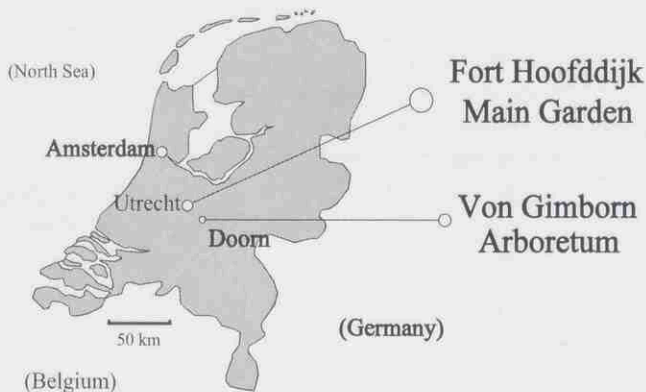 (North Sea)
Fort Hoofddijk
Main Garden
Amsterdam
Utrecht
Von Gimborn
Arboretum
Doorn
50 km
(Germany)
(Belgium)